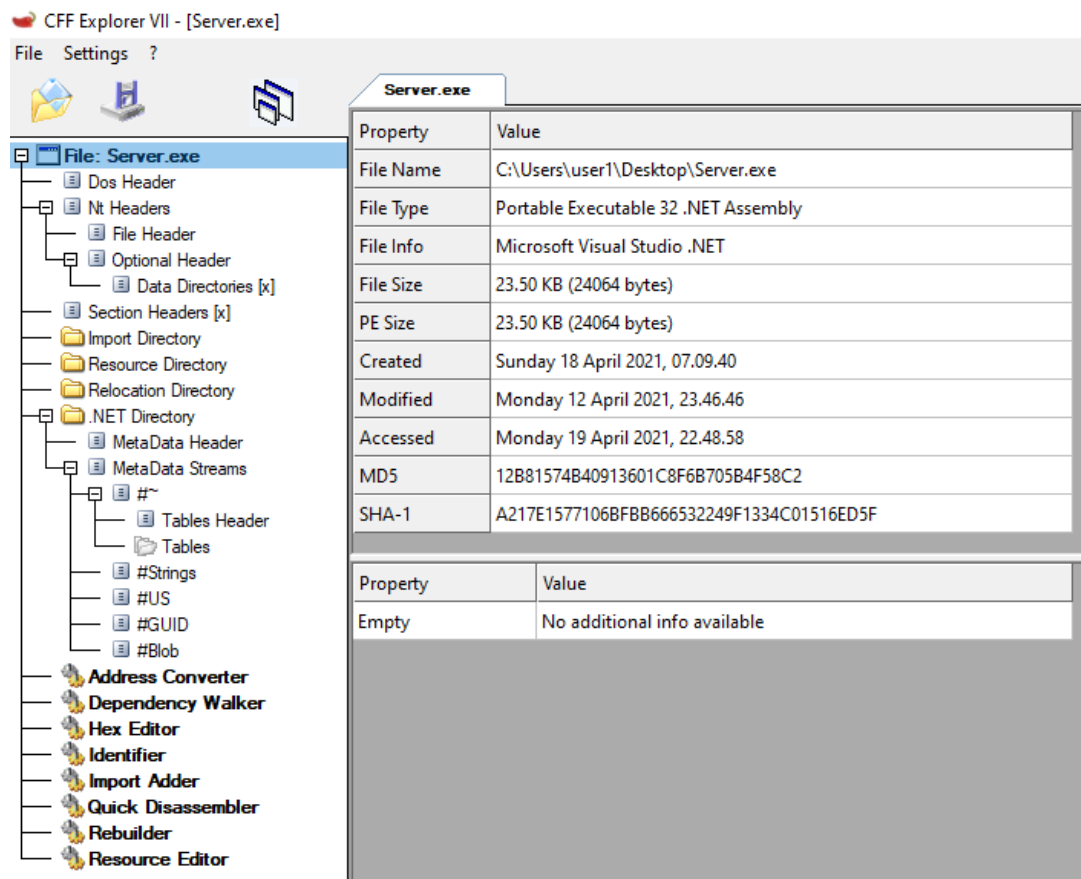 CFF Explorer VII - [Server.exe]
File Settings ?
Server.exe
File: Server.exe
Dos Header
Nt Headers
File Header
Optional Header
Data Directories [x]
Section Headers [x]
Import Directory
Resource Directory
Relocation Directory
.NET Directory
MetaData Header
MetaData Streams
#~
Tables Header
Tables
#Strings
#US
#GUID
#Blob
Address Converter
Dependency Walker
Hex Editor
Identifier
Import Adder
Quick Disassembler
Rebuilder
Resource Editor
Property Value
File Name C:\Users\user1\Desktop\Server.exe
File Type Portable Executable 32 .NET Assembly
File Info Microsoft Visual Studio .NET
File Size 23.50 KB (24064 bytes)
PE Size 23.50 KB (24064 bytes)
Created Sunday 18 April 2021, 07.09.40
Modified Monday 12 April 2021, 23.46.46
Accessed Monday 19 April 2021, 22.48.58
MD5 12B81574B40913601C8F6B705B4F58C2
SHA-1 A217E1577106BFBB666532249F1334C01516ED5F
Property Value
Empty No additional info available